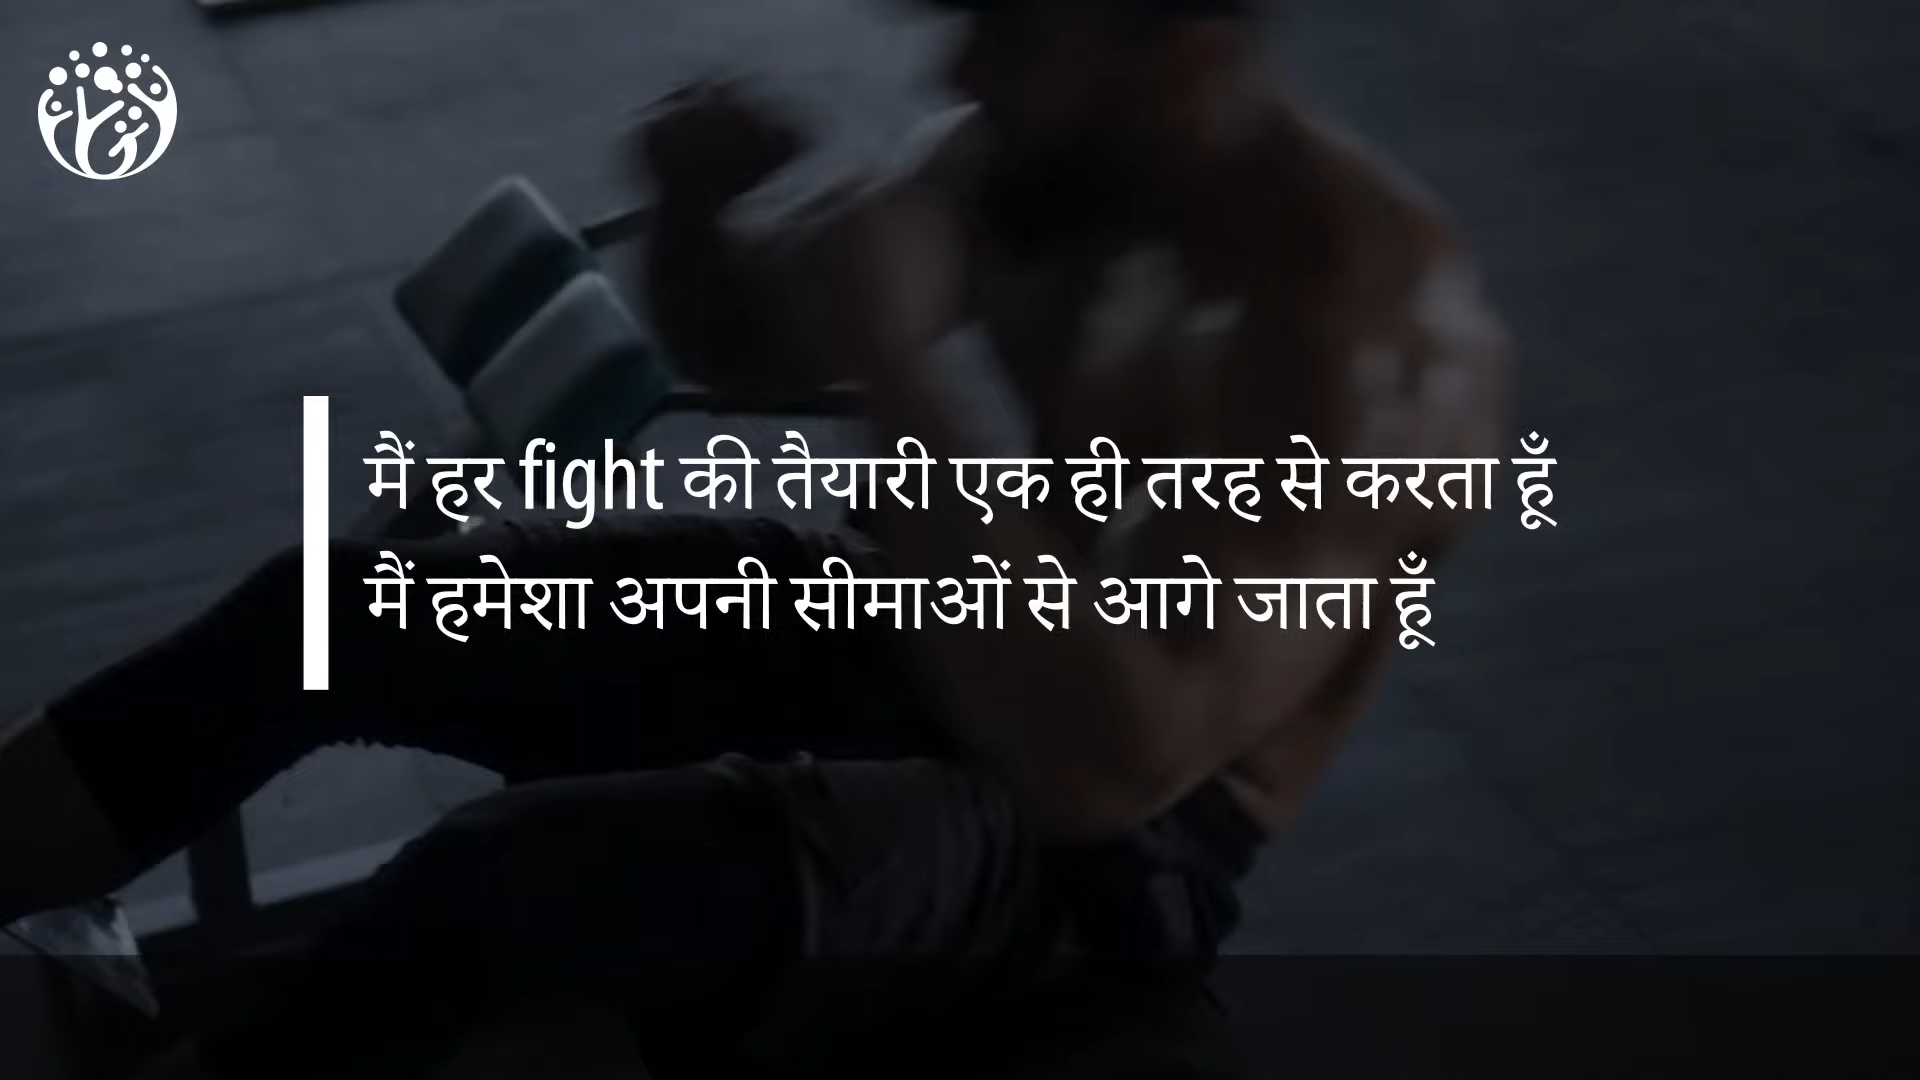 मैं हर fight की तैयारी एक ही तरह से करता हूँ
मैं हमेशा अपनी सीमाओं से आगे जाता हूँ